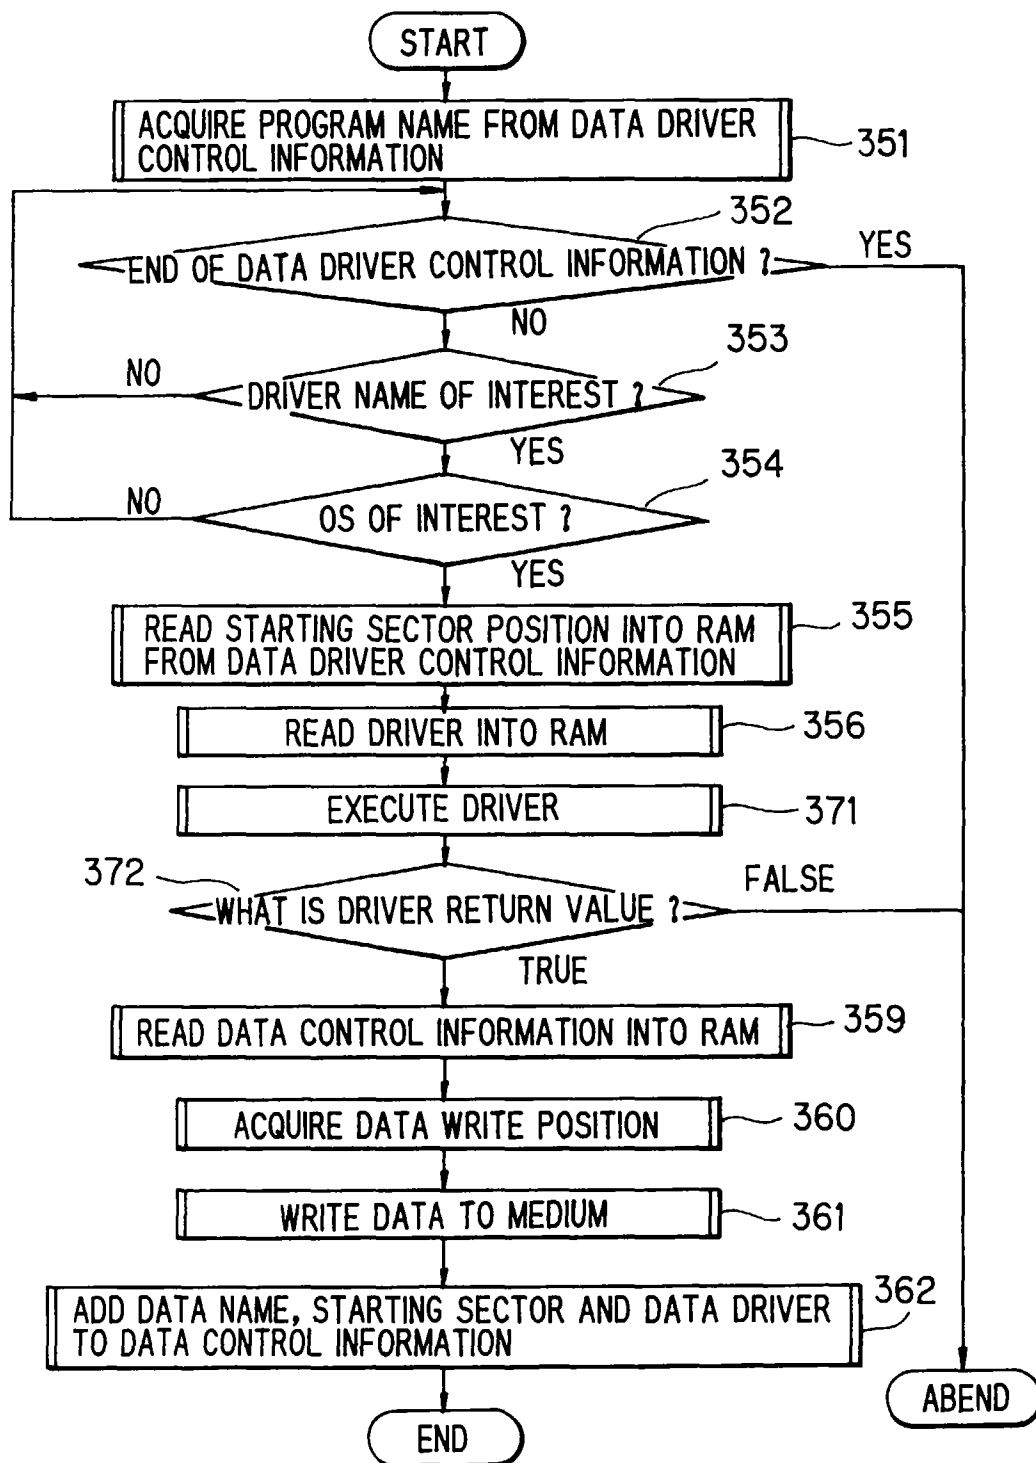 START
ACQUIRE PROGRAM NAME FROM DATA DRIVER
CONTROL INFORMATION
351
352
END OF DATA DRIVER CONTROL INFORMATION ?
YES
NO
353
NO
DRIVER NAME OF INTEREST ?
YES
354
NO
OS OF INTEREST ?
YES
READ STARTING SECTOR POSITION INTO RAM
FROM DATA DRIVER CONTROL INFORMATION
355
READ DRIVER INTO RAM
356
EXECUTE DRIVER
371
372
WHAT IS DRIVER RETURN VALUE ?
FALSE
TRUE
READ DATA CONTROL INFORMATION INTO RAM
359
ACQUIRE DATA WRITE POSITION
360
WRITE DATA TO MEDIUM
361
362
ADD DATA NAME, STARTING SECTOR AND DATA DRIVER
TO DATA CONTROL INFORMATION
ABEND
END